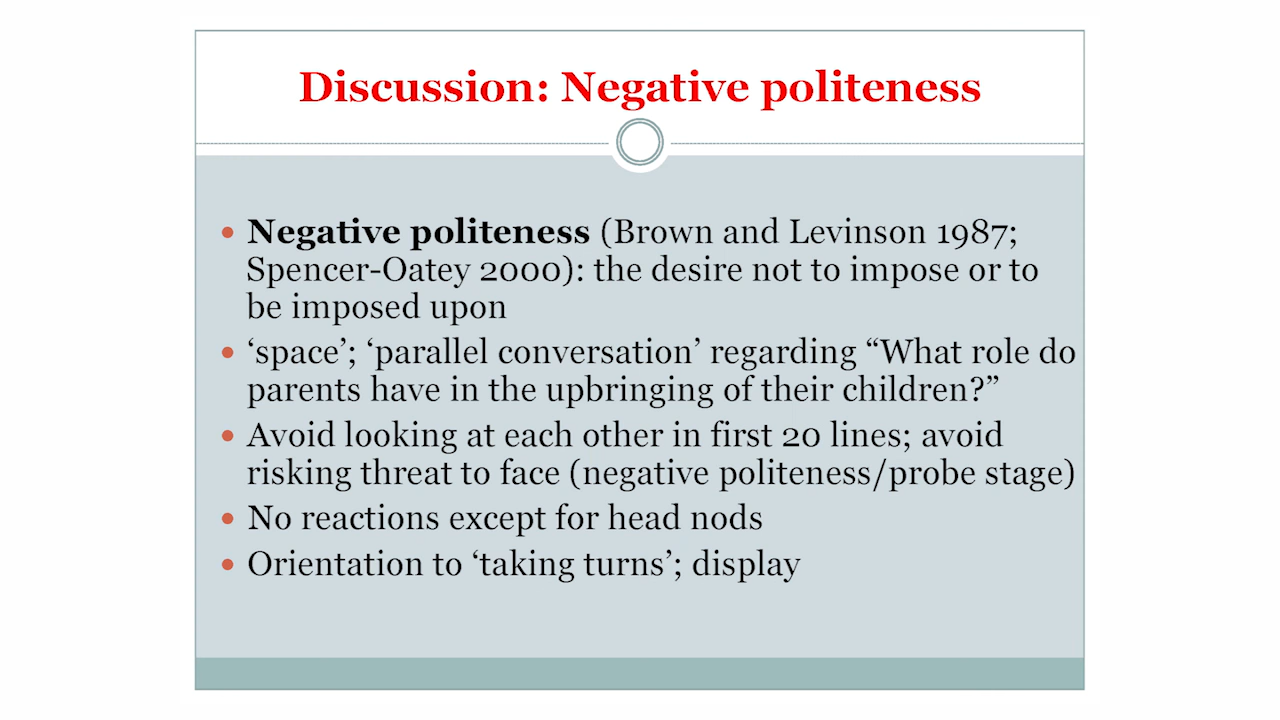 Discussion: Negative politeness
• Negative politeness (Brown and Levinson 1987;
Spencer-Oatey 2000): the desire not to impose or to
be imposed upon
• ‘space’; ‘parallel conversation’ regarding “What role do
parents have in the upbringing of their children?”
• Avoid looking at each other in first 20 lines; avoid
risking threat to face (negative politeness/probe stage)
• No reactions except for head nods
• Orientation to ‘taking turns’; display